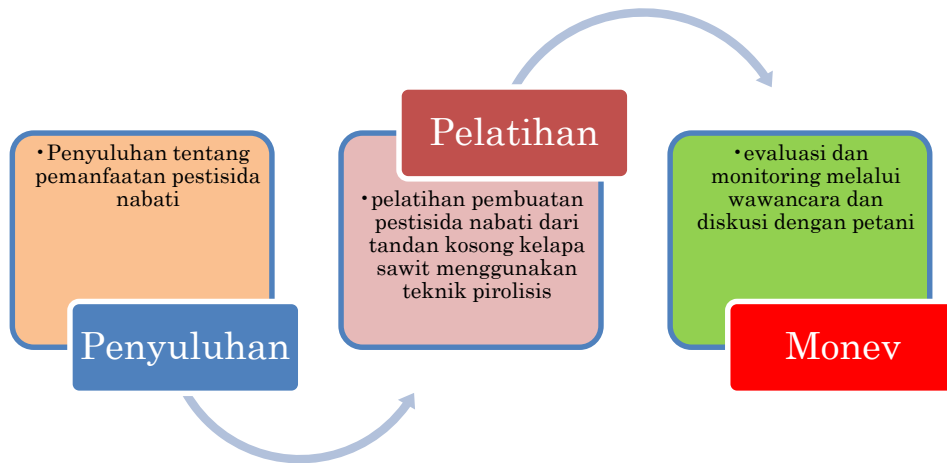 •Penyuluhan tentang
pemanfaatan pestisida
nabati
Penyuluhan
Pelatihan
•pelatihan pembuatan
pestisida nabati dari
tandan kosong kelapa
sawit menggunakan
teknik pirolisis
•evaluasi dan
monitoring melalui
wawancara dan
diskusi dengan petani
Monev